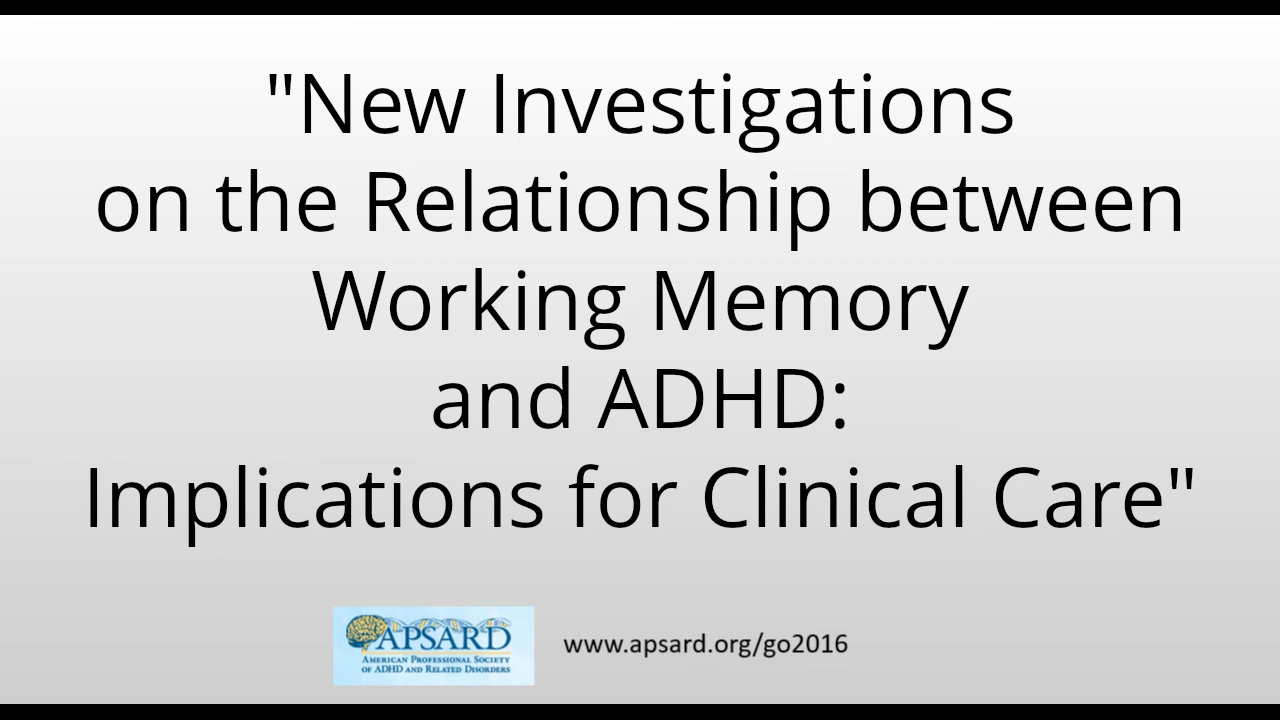 "New Investigations
on the Relationship between
Working Memory
and ADHD:
Implications for Clinical Care"
APSARD
AMERICAN PROFESSIONAL SOCIETY
OF ADHD AND RELATED DISORDERS
www.apsard.org/go2016